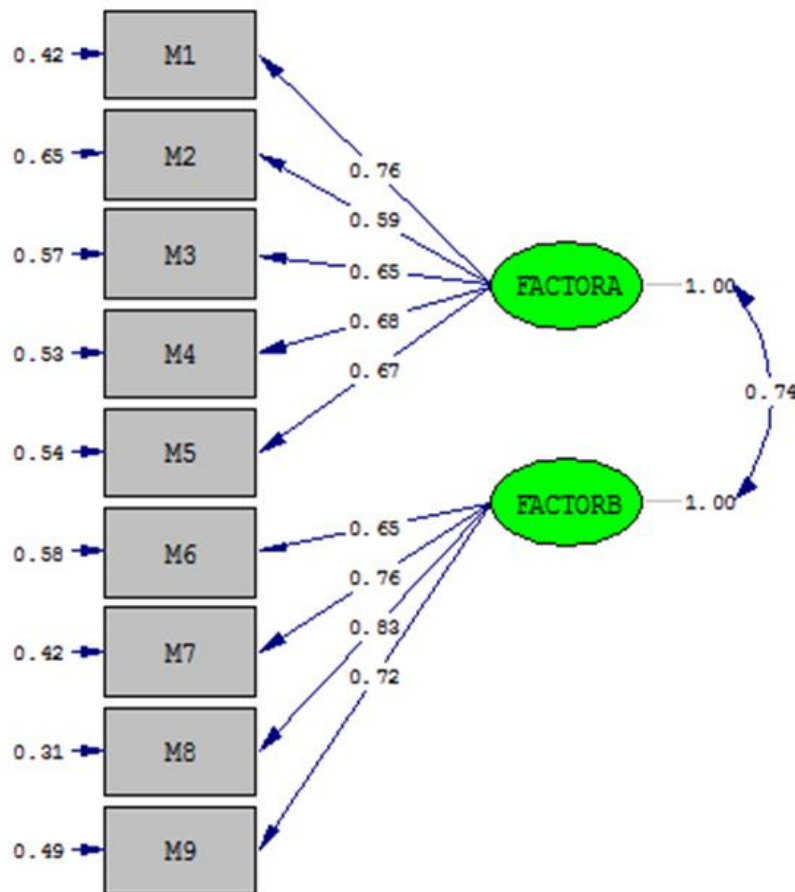 0.42 M1
0.76
0.65 M2
0.59
0.57 M3
0.65
FACTORA 1.00
0.53 M4
0.68
0.67
0.74
0.54 M5
FACTORB 1.00
0.65
0.58 M6
0.76
0.83
0.42 M7
0.72
0.31 M8
0.49 M9